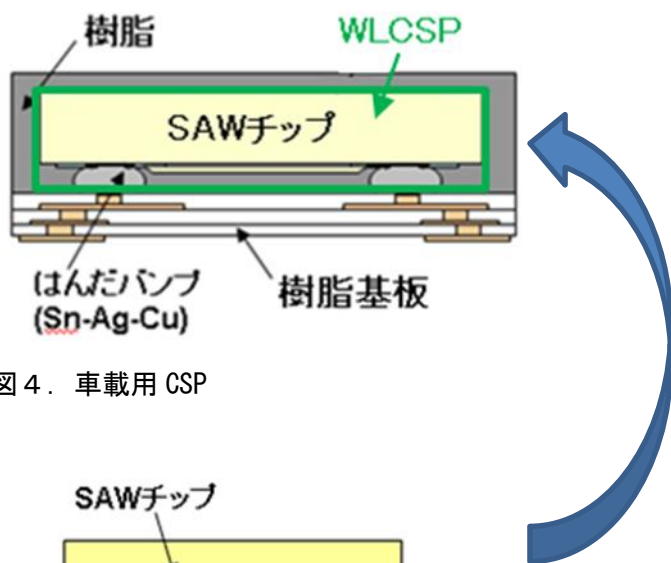 樹脂
WLCSP
SAWチップ
はんだバンプ
(Sn-Ag-Cu)
樹脂基板
図4. 車載用 CSP
SAWチップ